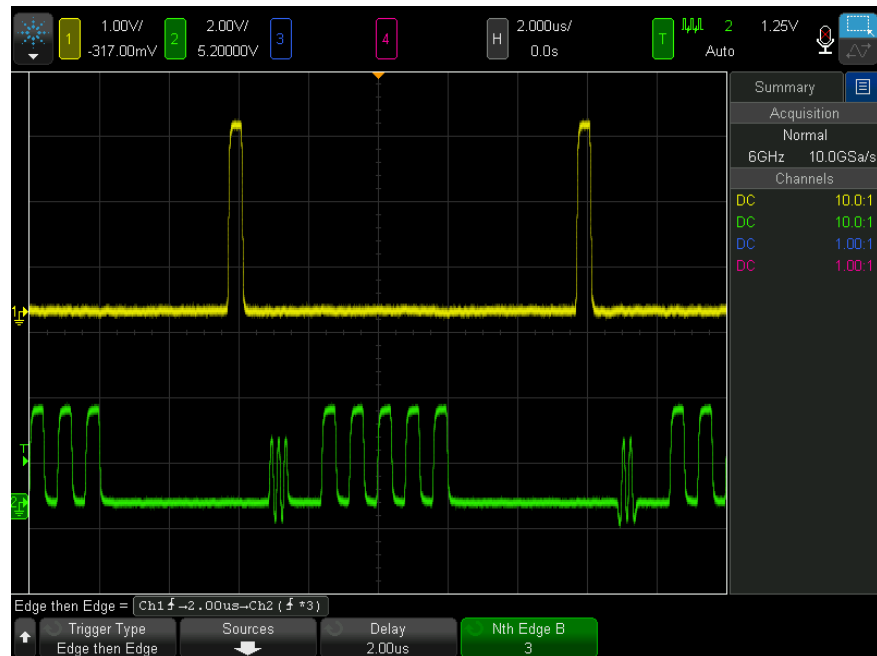 1 1.00V/ 2 2.00V/ 3 4 H 2.000us/ T 2 1.25V
-317.00mV 5.20000V 0.0s Auto
Summary
Acquisition
Normal
6GHz 10.0GSa/s
Channels
DC 10.0:1
DC 10.0:1
DC 1.00:1
DC 1.00:1
1
T
2
Edge then Edge = Ch1⨍→2.00us→Ch2(⨍*3)
Trigger Type Sources Delay Nth Edge B
Edge then Edge 2.00us 3